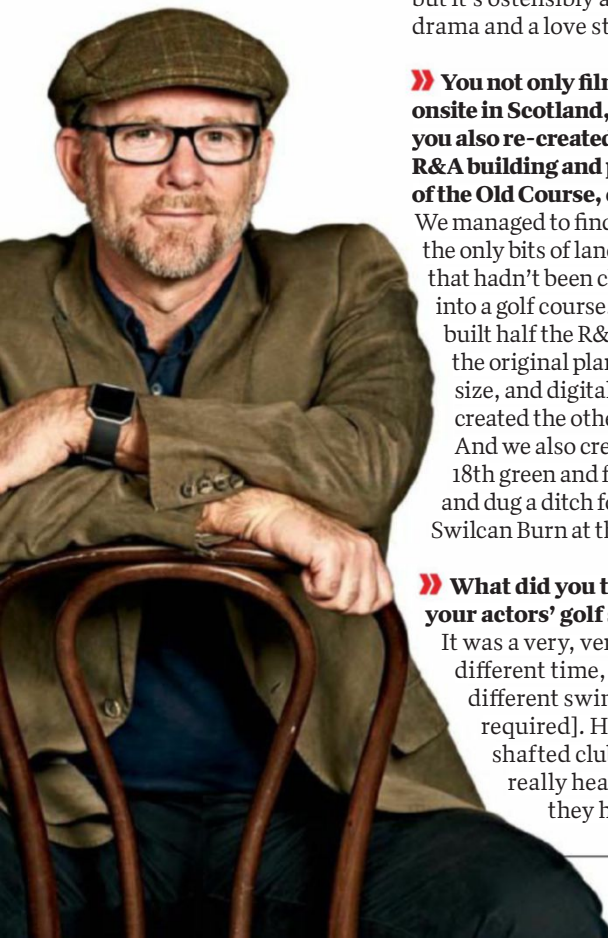 but it's ostensibly a
drama and a love st
» You not only film
onsite in Scotland,
you also re-created
R&A building and p
of the Old Course,
We managed to find
the only bits of land
that hadn't been c
into a golf course.
built half the R&
the original plan
size, and digital
created the othe
And we also cre
18th green and f
and dug a ditch fo
Swilcan Burn at th
» What did you t
your actors' golf s
It was a very, ver
different time,
different swin
required]. H
shafted club
really hea
they h